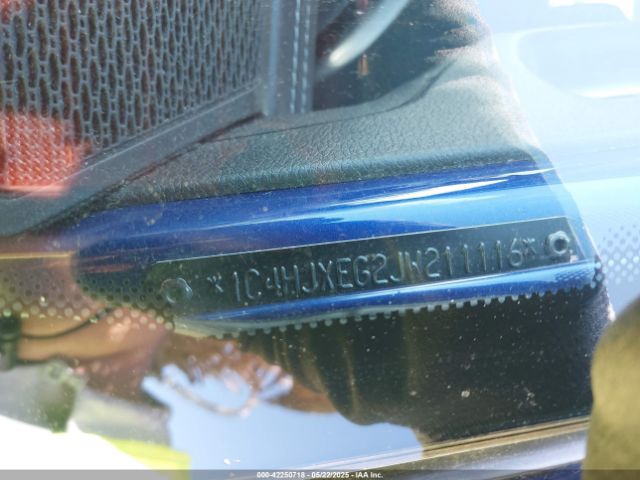 *1C4HJXEG2JW211116*
000-42250718 - 05/22/2025 - IAA Inc.